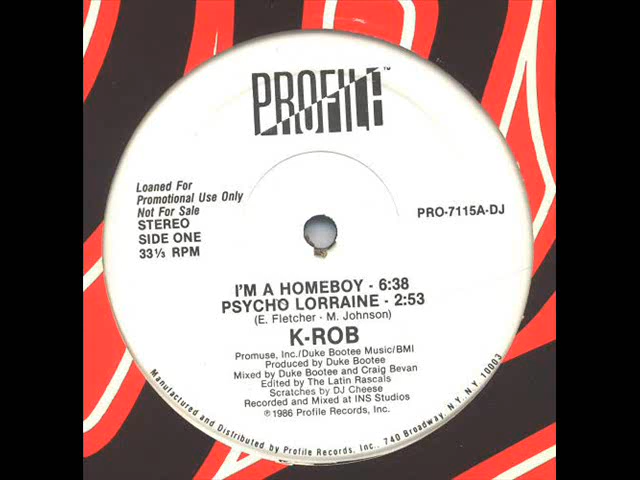 PROFILE™
Loaned For
Promotional Use Only
Not For Sale
STEREO
SIDE ONE
33⅓ RPM
PRO-7115A-DJ
I'M A HOMEBOY - 6:38
PSYCHO LORRAINE - 2:53
(E. Fletcher - M. Johnson)
K-ROB
Promuse, Inc./Duke Bootee Music/BMI
Produced by Duke Bootee
Mixed by Duke Bootee and Craig Bevan
Edited by The Latin Rascals
Scratches by DJ Cheese
Recorded and Mixed at INS Studios
℗1986 Profile Records, Inc.
Manufactured and Distributed by Profile Records, Inc. 740 Broadway, N.Y. N.Y. 10003